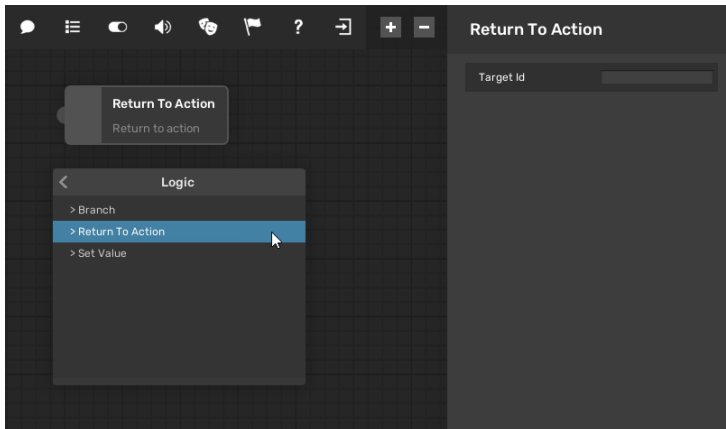 Return To Action
Return to action
Logic
> Branch
> Return To Action
> Set Value
Return To Action
Target Id